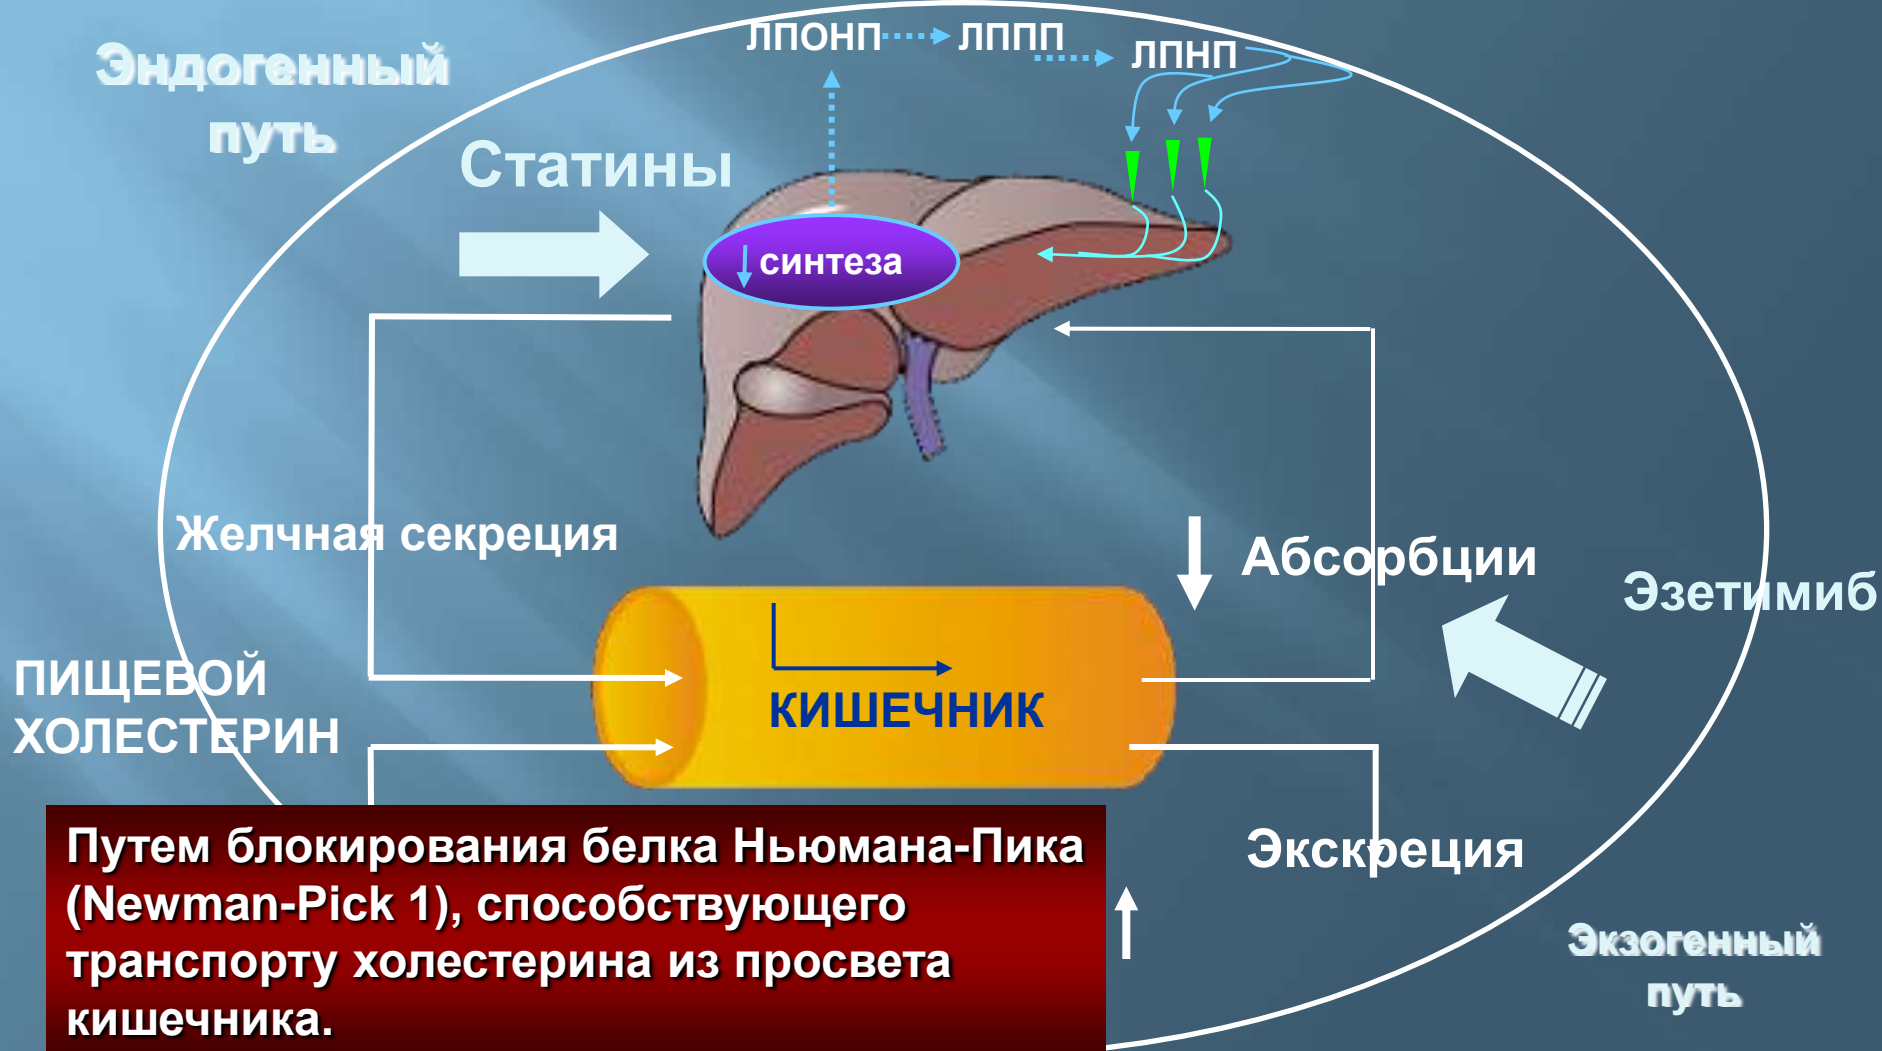 ЛПОНП
ЛППП
ЛПНП
Эндогенный
путь
Статины
синтеза
Желчная секреция
Абсорбции
Эзетимиб
ПИЩЕВОЙ
ХОЛЕСТЕРИН
КИШЕЧНИК
Путем блокирования белка Ньюмана-Пика
(Newman-Pick 1), способствующего
транспорту холестерина из просвета
кишечника.
Экскреция
Экзогенный
путь